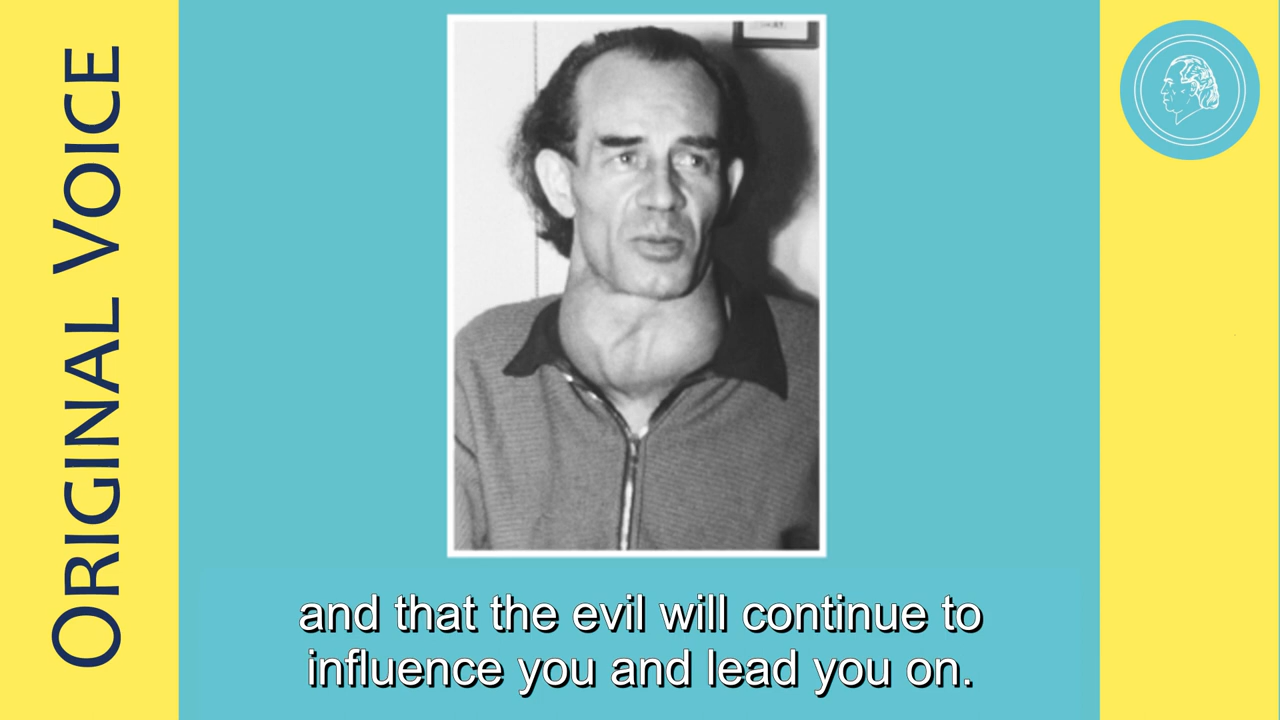 ORIGINAL VOICE
and that the evil will continue to
influence you and lead you on.